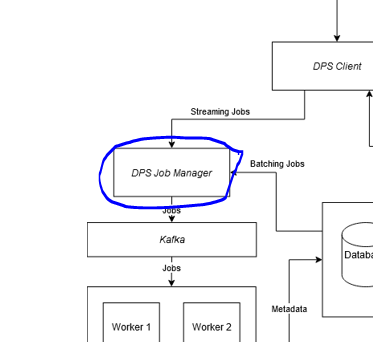 DPS Client
Streaming Jobs
DPS Job Manager
Batching Jobs
Jobs
Kafka
Jobs
Metadata
Worker 1
Worker 2